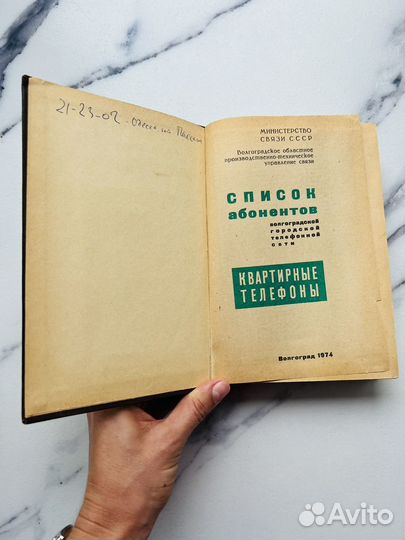 21-23-02
МИНИСТЕРСТВО
СВЯЗИ СССР
Волгоградское областное
производственно-техническое
управление связи
СПИСОК
абонентов
волгоградской
городской
телефонной
сети
КВАРТИРНЫЕ
ТЕЛЕФОНЫ
Волгоград 1974
Avito